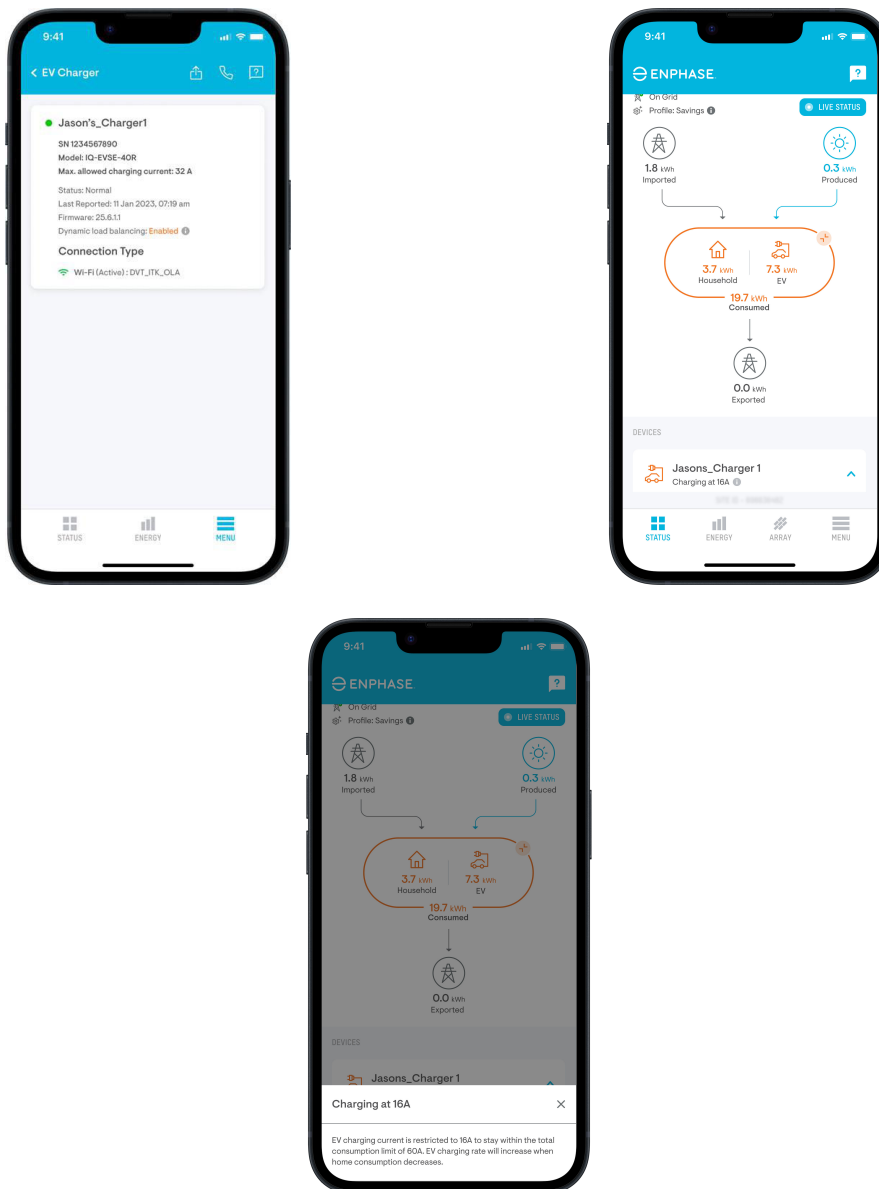 9:41
EV Charger
?
Jason's_Charger1
SN 1234567890
Model: IQ-EVSE-40R
Max. allowed charging current: 32 A
Status: Normal
Last Reported: 11 Jan 2023, 07:19 am
Firmware: 25.6.1.1
Dynamic load balancing: Enabled i
Connection Type
Wi-Fi (Active) : DVT_ITK_OLA
STATUS ENERGY MENU
9:41
ENPHASE ?
On Grid
Profile: Savings i
LIVE STATUS
1.8 kWh
Imported
0.3 kWh
Produced
3.7 kWh
Household
7.3 kWh
EV
19.7 kWh
Consumed
0.0 kWh
Exported
DEVICES
Jasons_Charger 1
Charging at 16A i
STATUS ENERGY ARRAY MENU
9:41
ENPHASE ?
On Grid
Profile: Savings i
LIVE STATUS
1.8 kWh
Imported
0.3 kWh
Produced
3.7 kWh
Household
7.3 kWh
EV
19.7 kWh
Consumed
0.0 kWh
Exported
DEVICES
Jasons_Charger 1
Charging at 16A
EV charging current is restricted to 16A to stay within the total
consumption limit of 60A. EV charging rate will increase when
home consumption decreases.